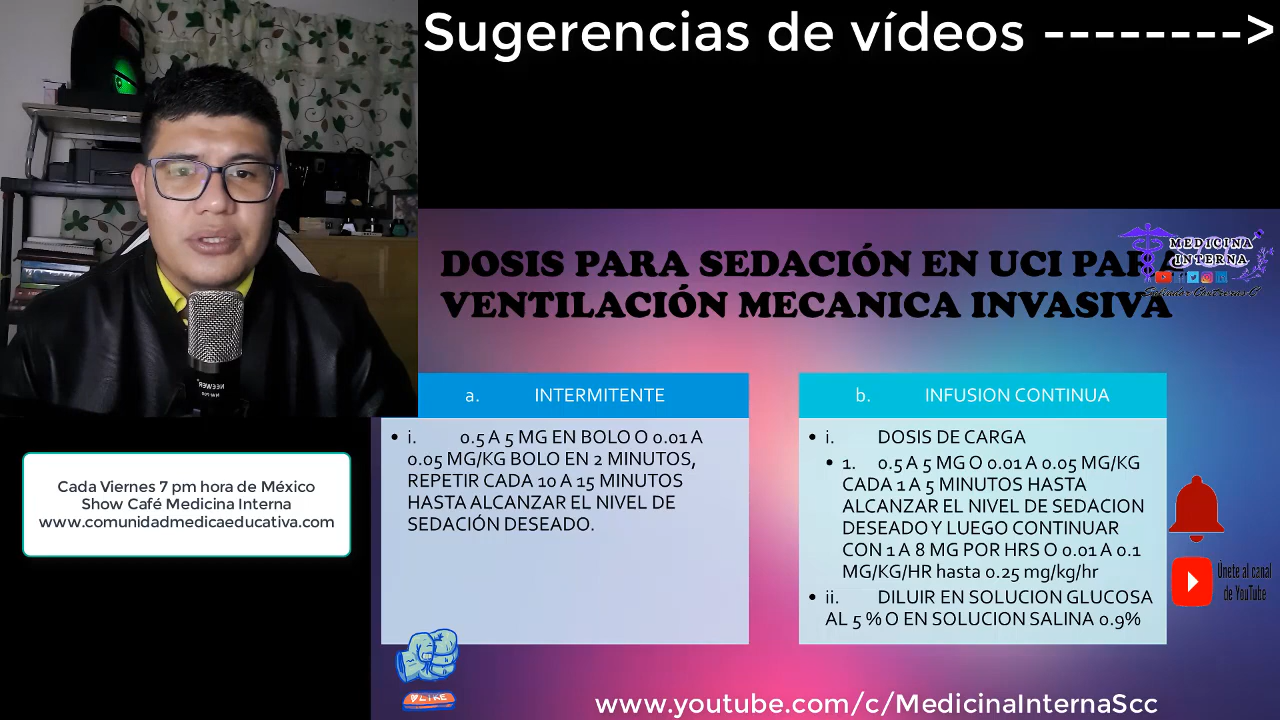 Sugerencias de vídeos -------->
DOSIS PARA SEDACIÓN EN UCI PARA
VENTILACIÓN MECANICA INVASIVA
MEDICINA
INTERNA
Salvador Contreras C
a. INTERMITENTE
• i. 0.5 A 5 MG EN BOLO O 0.01 A
0.05 MG/KG BOLO EN 2 MINUTOS,
REPETIR CADA 10 A 15 MINUTOS
HASTA ALCANZAR EL NIVEL DE
SEDACIÓN DESEADO.
b. INFUSION CONTINUA
• i. DOSIS DE CARGA
• 1. 0.5 A 5 MG O 0.01 A 0.05 MG/KG
CADA 1 A 5 MINUTOS HASTA
ALCANZAR EL NIVEL DE SEDACION
DESEADO Y LUEGO CONTINUAR
CON 1 A 8 MG POR HRS O 0.01 A 0.1
MG/KG/HR hasta 0.25 mg/kg/hr
• ii. DILUIR EN SOLUCION GLUCOSA
AL 5 % O EN SOLUCION SALINA 0.9%
NEEWER
Cada Viernes 7 pm hora de México
Show Café Medicina Interna
www.comunidadmedicaeducativa.com
Únete al canal
de YouTube
LIKE
www.youtube.com/c/MedicinaInternaScc